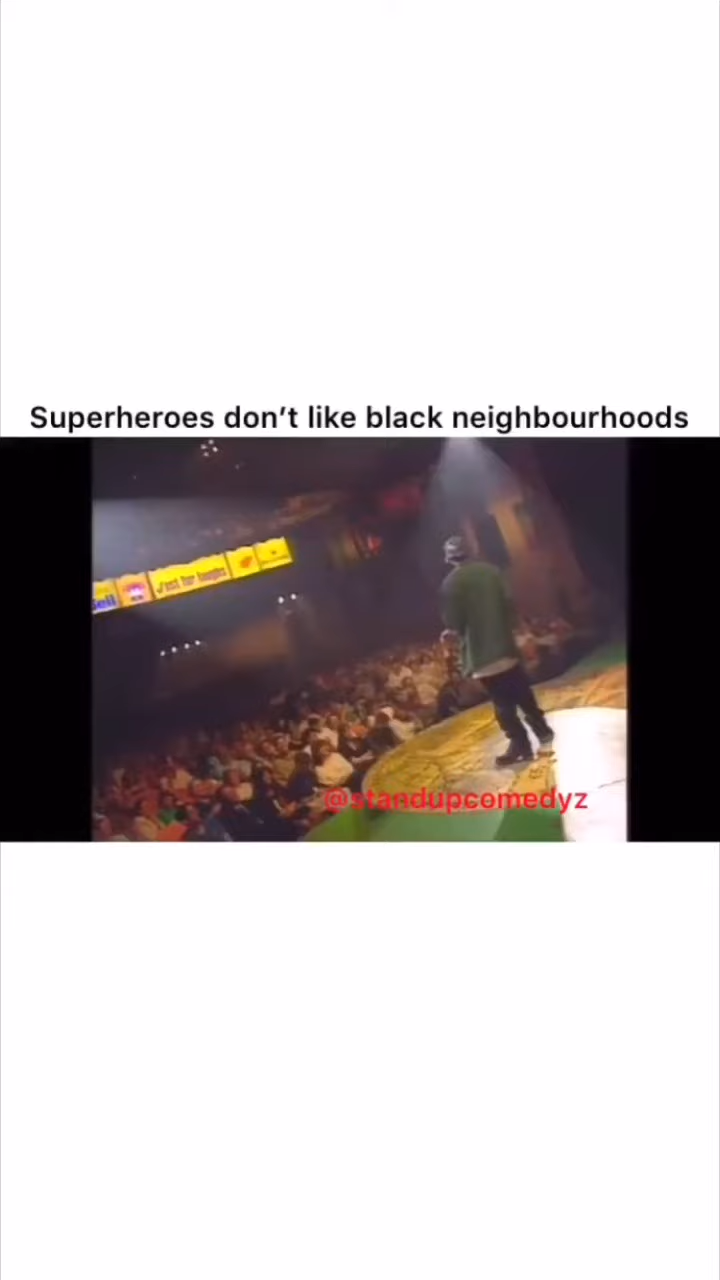 Superheroes don’t like black neighbourhoods
Just for laughs
@standupcomedyz